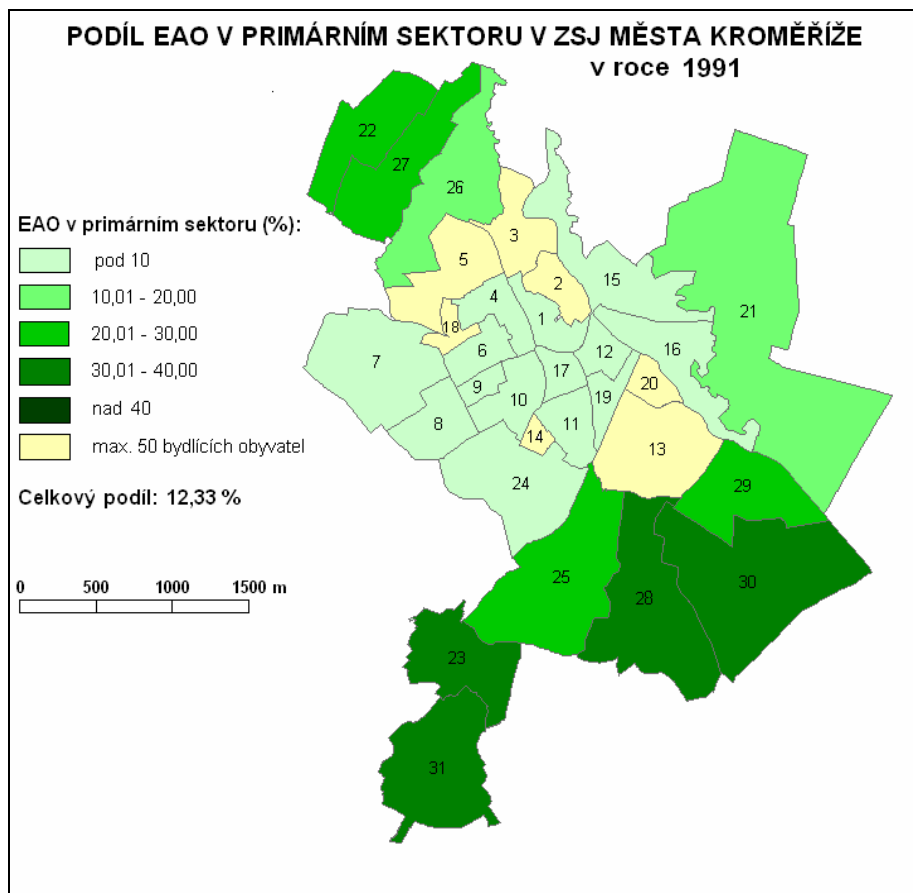 PODÍL EAO V PRIMÁRNÍM SEKTORU V ZSJ MĚSTA KROMĚŘÍŽE
v roce 1991
22
27
26
3
EAO v primárním sektoru (%):
5
pod 10
2
15
10,01 - 20,00
4
21
1
20,01 - 30,00
18
7
6
12
16
30,01 - 40,00
17
9
20
10
19
nad 40
8
11
14
max. 50 bydlících obyvatel
13
24
29
Celkový podíl: 12,33 %
0 500 1000 1500 m
25
30
28
23
31